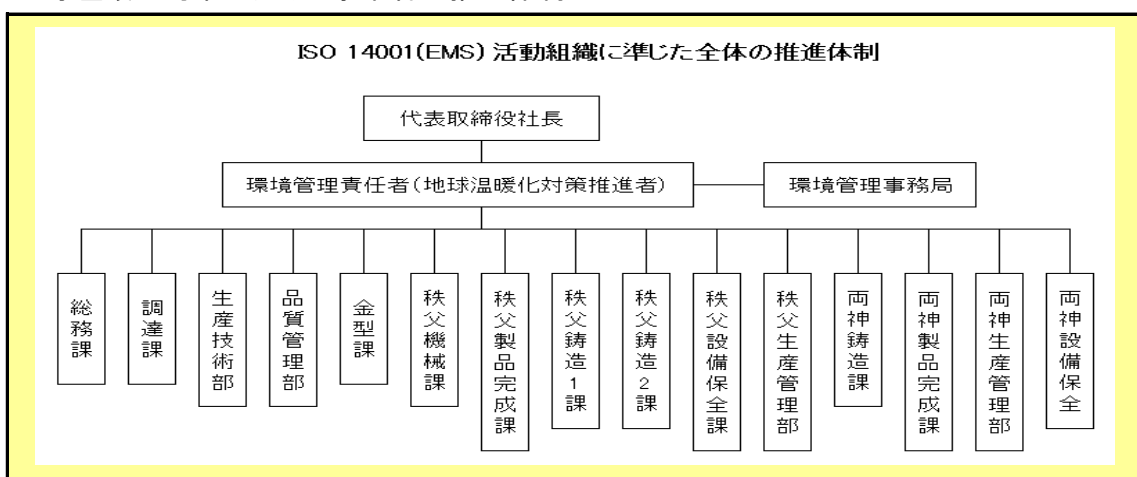 ISO 14001(EMS) 活動組織に準じた全体の推進体制
代表取締役社長
環境管理責任者(地球温暖化対策推進者)
環境管理事務局
総務課
調達課
生産技術部
品質管理部
金型課
秩父機械課
秩父製品完成課
秩父鋳造1課
秩父鋳造2課
秩父設備保全課
秩父生産管理部
両神鋳造課
両神製品完成課
両神生産管理部
両神設備保全